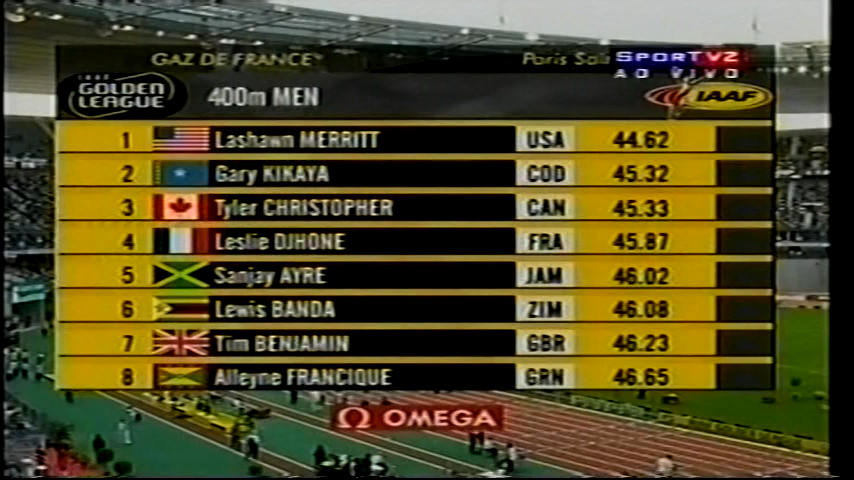 GAZ DE FRANCE Paris Sai
SPORTV2
AO VIVO
IAAF
GOLDEN
LEAGUE
400m MEN
IAAF
1 Lashawn MERRITT USA 44.62
2 Gary KIKAYA COD 45.32
3 Tyler CHRISTOPHER CAN 45.33
4 Leslie DJHONE FRA 45.87
5 Sanjay AYRE JAM 46.02
6 Lewis BANDA ZIM 46.08
7 Tim BENJAMIN GBR 46.23
8 Alleyne FRANCIQUE GRN 46.65
Ω OMEGA